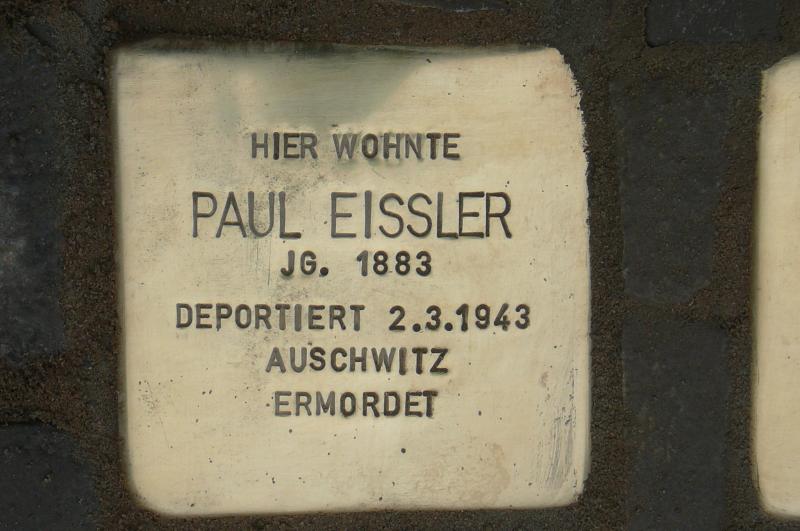 HIER WOHNTE
PAUL EISSLER
JG. 1883
DEPORTIERT 2.3.1943
AUSCHWITZ
ERMORDET